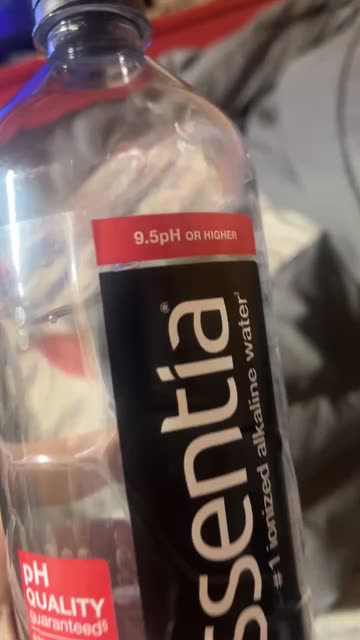 9.5pH OR HIGHER
ssentia®
#1 ionized alkaline water
pH
QUALITY
guaranteed§